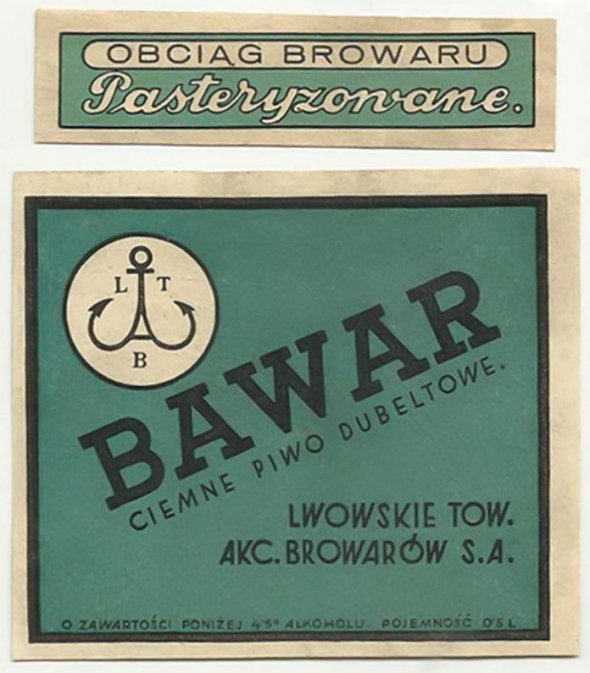 OBCIĄG BROWARU
Pasteryzowane.
L T
B
BAWAR
CIEMNE PIWO DUBELTOWE.
LWOWSKIE TOW.
AKC. BROWARÓW S.A.
O ZAWARTOŚCI PONIŻEJ 4'5° ALKOHOLU. POJEMNOŚĆ 0'5 L.